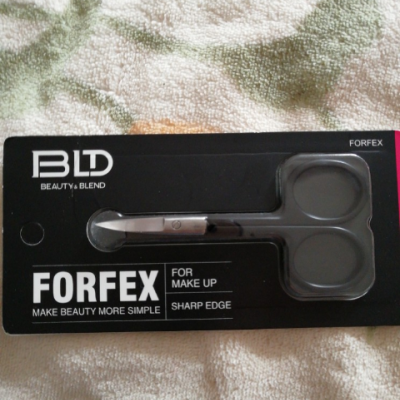 FORFEX
BLD
BEAUTY & BLEND
FORFEX
MAKE BEAUTY MORE SIMPLE
FOR
MAKE UP
SHARP EDGE